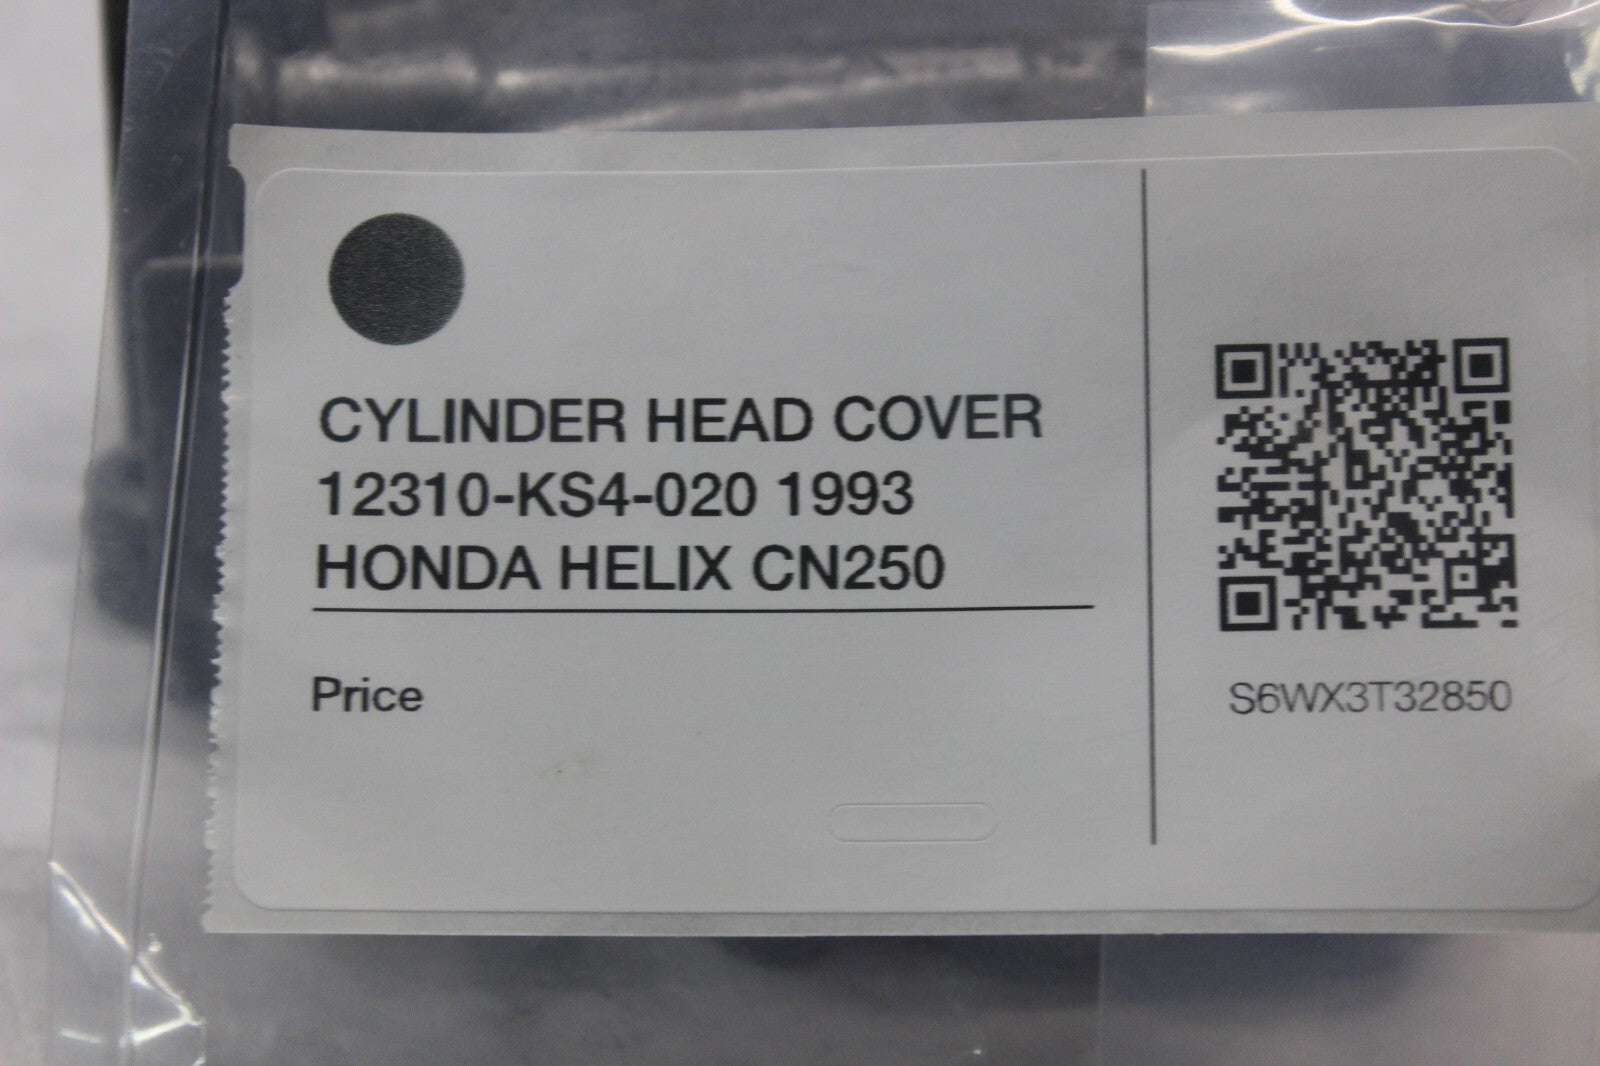 CYLINDER HEAD COVER
12310-KS4-020 1993
HONDA HELIX CN250
Price
S6WX3T32850